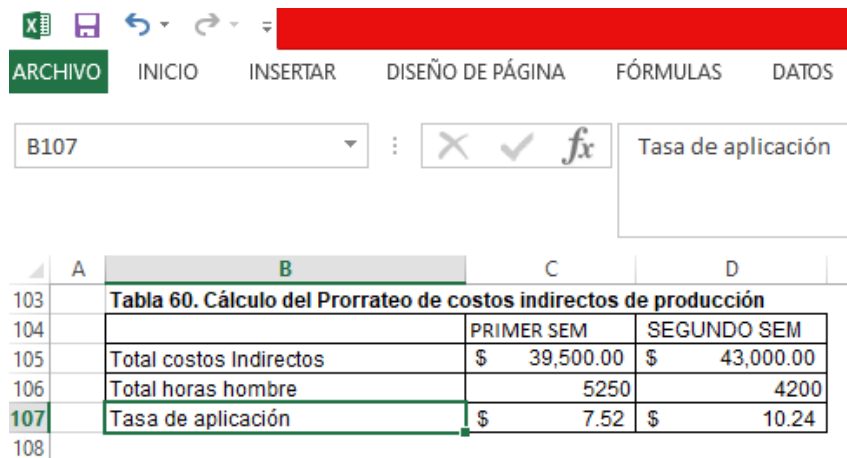 ARCHIVO INICIO INSERTAR DISEÑO DE PÁGINA FÓRMULAS DATOS
B107 fx Tasa de aplicación
A B C D
103 Tabla 60. Cálculo del Prorrateo de costos indirectos de producción
104 PRIMER SEM SEGUNDO SEM
105 Total costos Indirectos $ 39,500.00 $ 43,000.00
106 Total horas hombre 5250 4200
107 Tasa de aplicación $ 7.52 $ 10.24
108